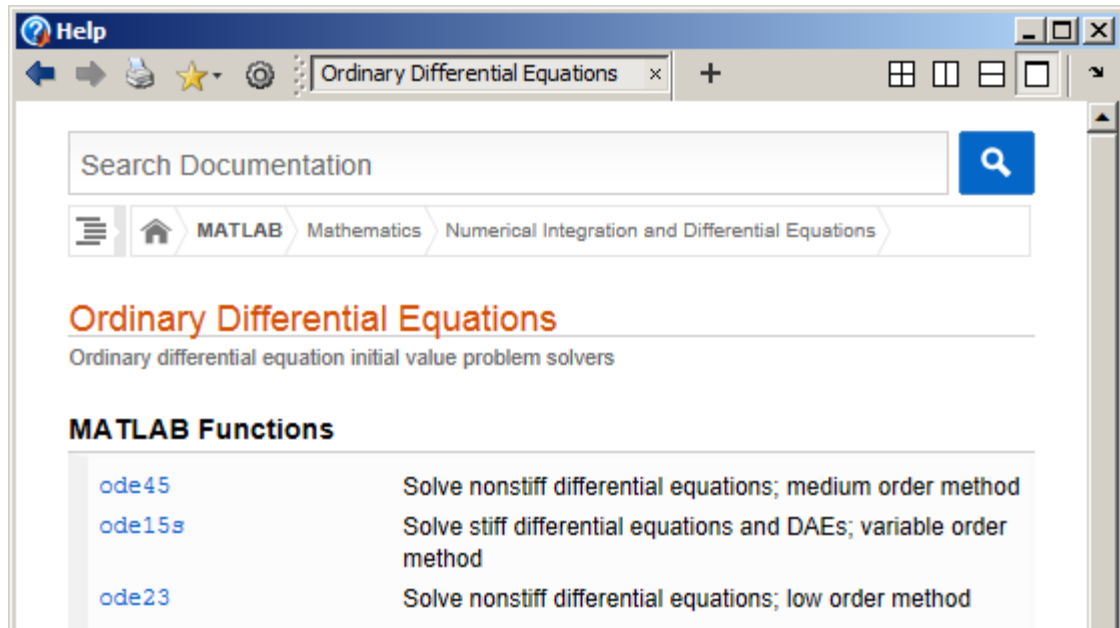 Help
Ordinary Differential Equations
Search Documentation
MATLAB Mathematics Numerical Integration and Differential Equations
Ordinary Differential Equations
Ordinary differential equation initial value problem solvers
MATLAB Functions
ode45 Solve nonstiff differential equations; medium order method
ode15s Solve stiff differential equations and DAEs; variable order
method
ode23 Solve nonstiff differential equations; low order method